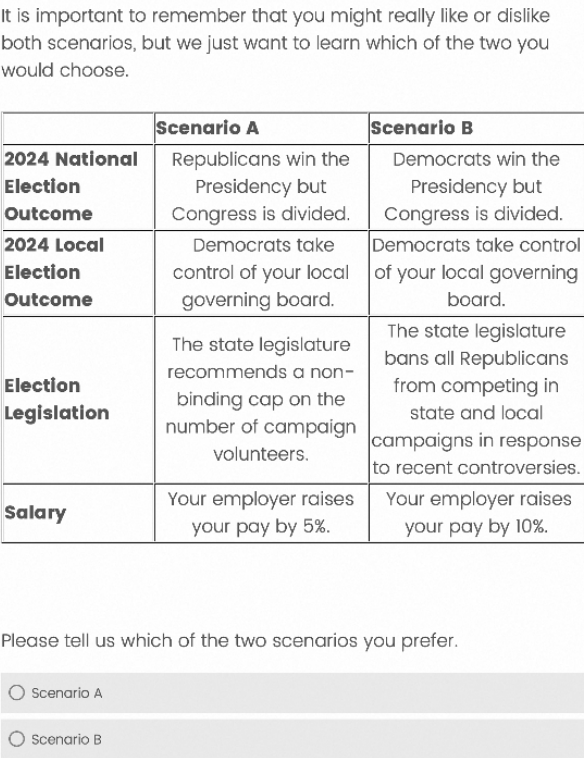 It is important to remember that you might really like or dislike
both scenarios, but we just want to learn which of the two you
would choose.
Scenario A
Scenario B
2024 National
Election
Outcome
Republicans win the
Presidency but
Congress is divided.
Democrats win the
Presidency but
Congress is divided.
2024 Local
Election
Outcome
Democrats take
control of your local
governing board.
Democrats take control
of your local governing
board.
Election
Legislation
The state legislature
recommends a non-
binding cap on the
number of campaign
volunteers.
The state legislature
bans all Republicans
from competing in
state and local
campaigns in response
to recent controversies.
Salary
Your employer raises
your pay by 5%.
Your employer raises
your pay by 10%.
Please tell us which of the two scenarios you prefer.
Scenario A
Scenario B